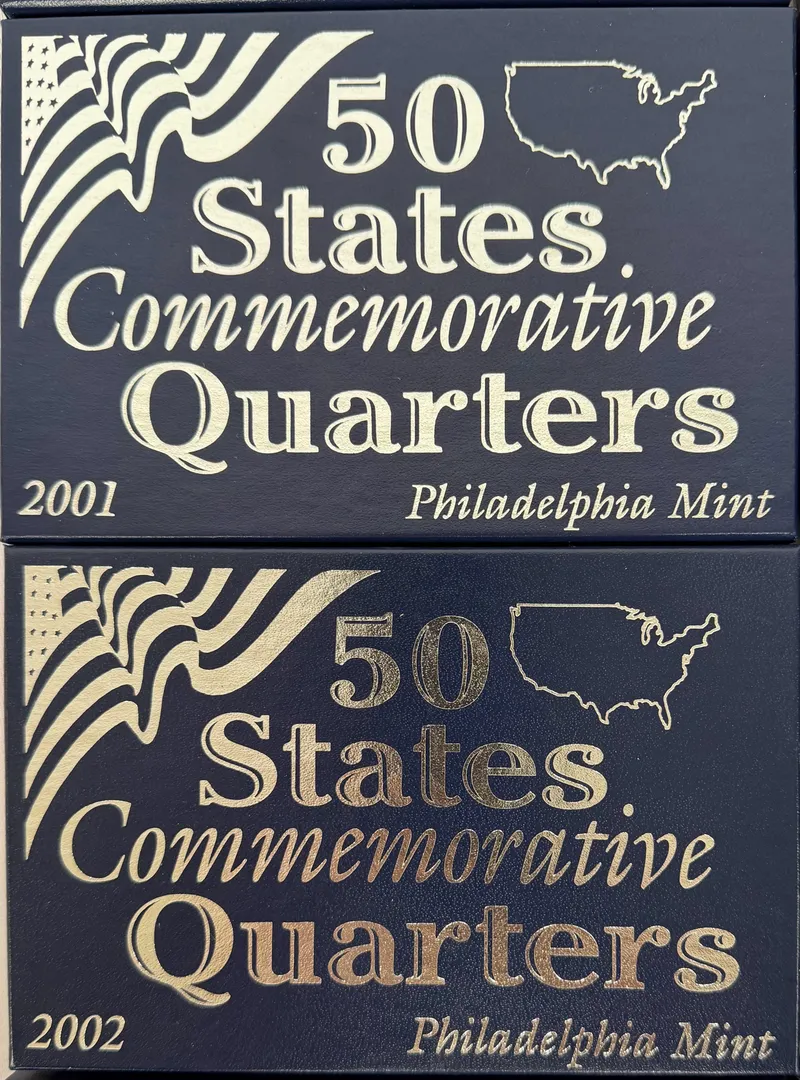 50
States
Commemorative
Quarters
2001 Philadelphia Mint
50
States
Commemorative
Quarters
2002 Philadelphia Mint